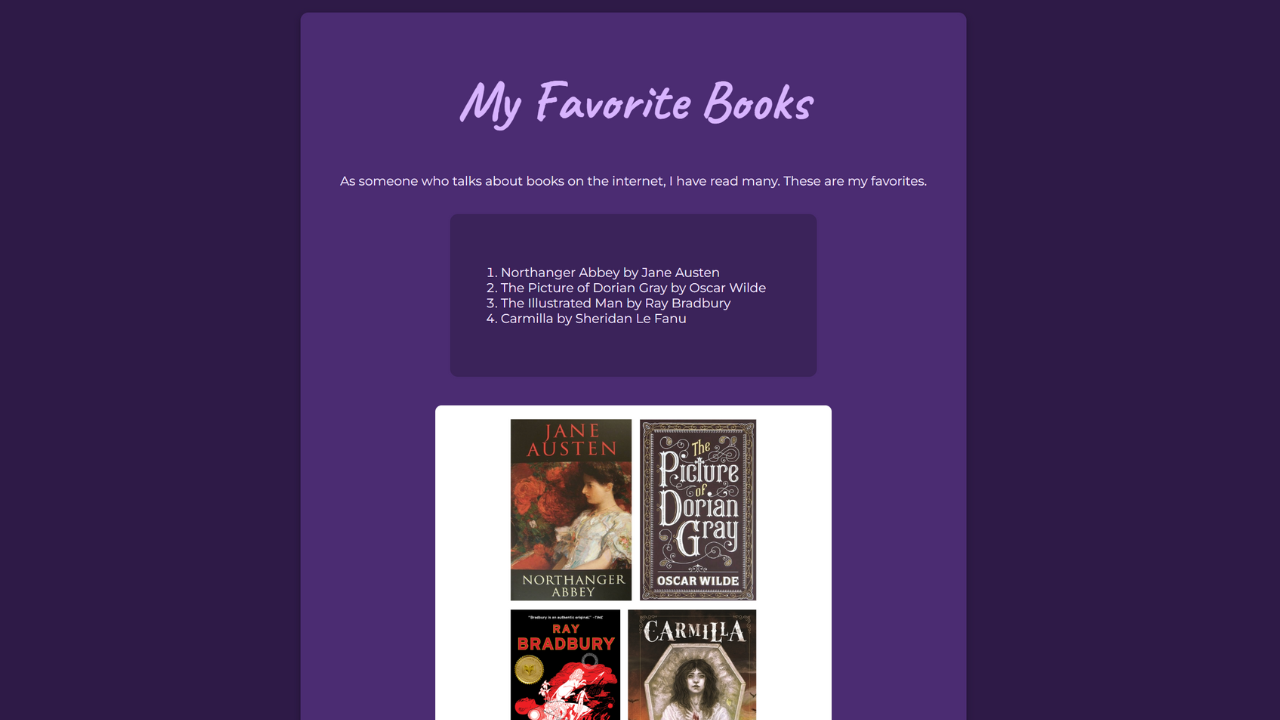 My Favorite Books
As someone who talks about books on the internet, I have read many. These are my favorites.
1. Northanger Abbey by Jane Austen
2. The Picture of Dorian Gray by Oscar Wilde
3. The Illustrated Man by Ray Bradbury
4. Carmilla by Sheridan Le Fanu
JANE
AUSTEN
NORTHANGER
ABBEY
The
Picture
of
Dorian
Gray
OSCAR WILDE
"Bradbury is an authentic original." —TIME
RAY
BRADBURY
CARMILLA